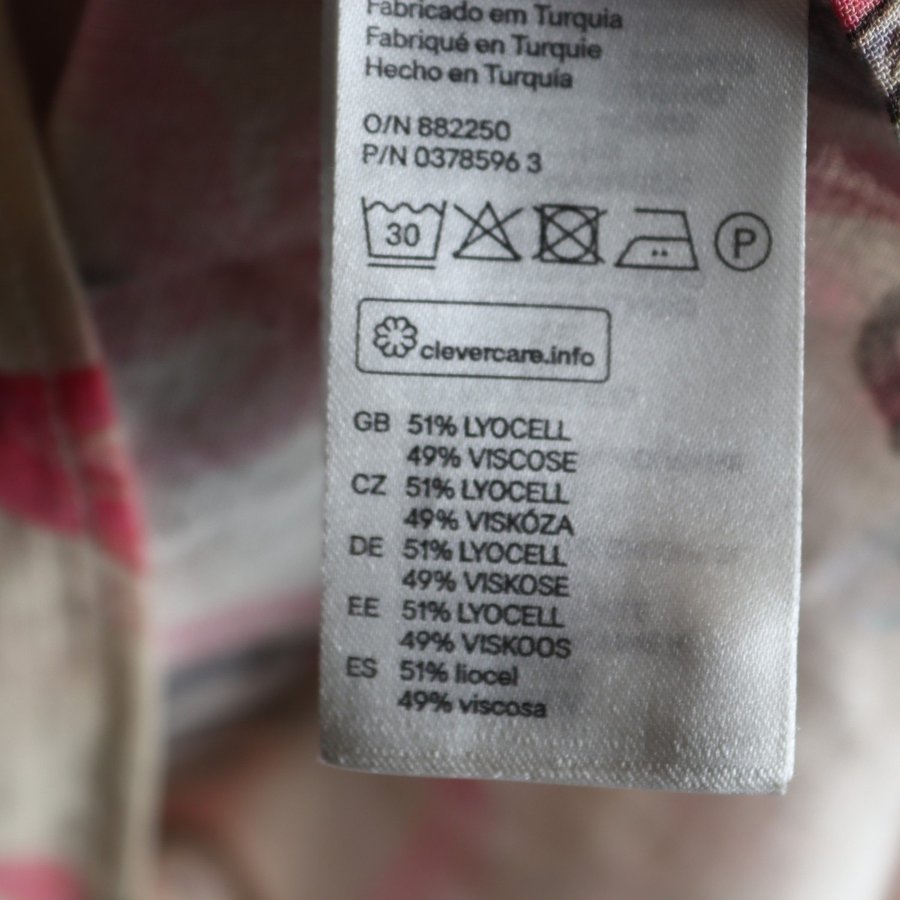 Fabricado em Turquia
Fabriqué en Turquie
Hecho en Turquía
O/N 882250
P/N 0378596 3
30
P
clevercare.info
GB 51% LYOCELL
49% VISCOSE
CZ 51% LYOCELL
49% VISKÓZA
DE 51% LYOCELL
49% VISKOSE
EE 51% LYOCELL
49% VISKOOS
ES 51% liocel
49% viscosa